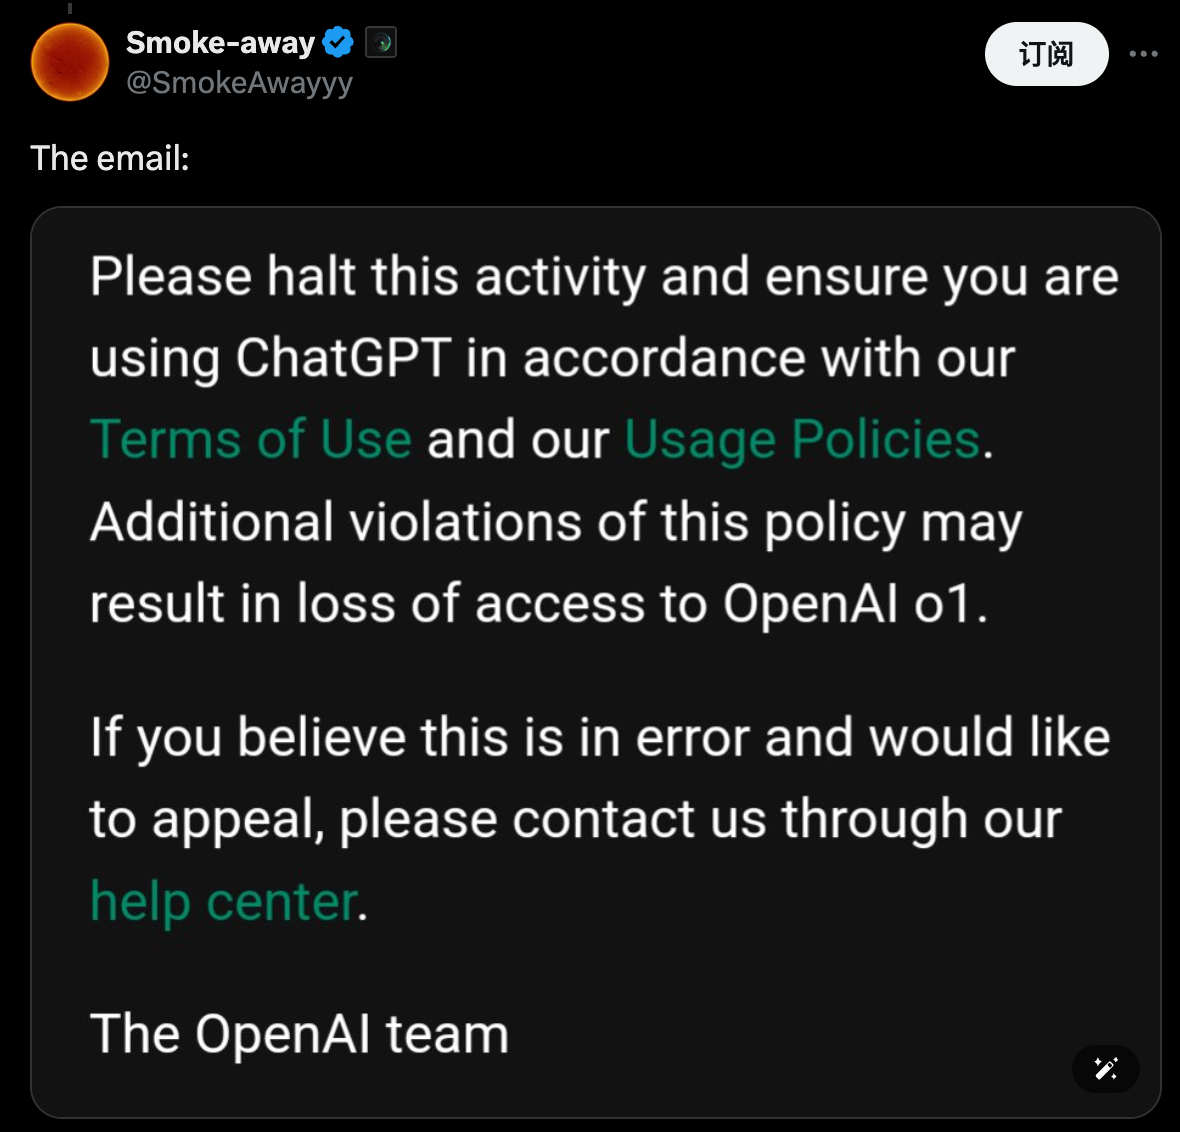 Smoke-away
@SmokeAwayyy
订阅
The email:
Please halt this activity and ensure you are
using ChatGPT in accordance with our
Terms of Use and our Usage Policies.
Additional violations of this policy may
result in loss of access to OpenAI o1.
If you believe this is in error and would like
to appeal, please contact us through our
help center.
The OpenAI team